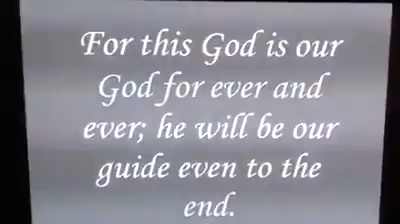 For this God is our
God for ever and
ever; he will be our
guide even to the
end.